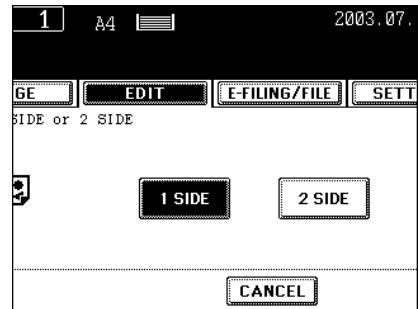 1 A4 2003.07.
GE EDIT E-FILING/FILE SETT
SIDE or 2 SIDE
1 SIDE 2 SIDE
CANCEL